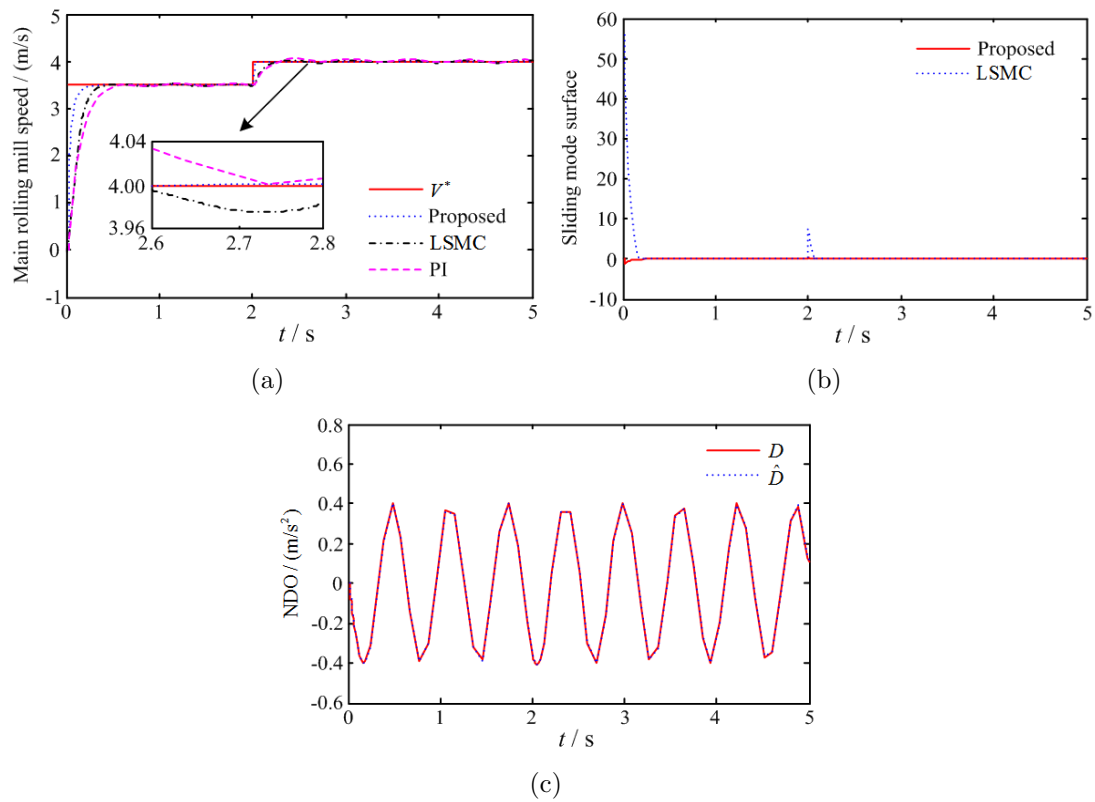 5
4
3
2
1
0
-1
Main rolling mill speed / (m/s)
4.04
4.00
3.96
2.6
2.7
2.8
V*
Proposed
LSMC
PI
0
1
2
3
4
5
t / s
(a)
60
50
40
30
20
10
0
-10
Sliding mode surface
Proposed
LSMC
0
1
2
3
4
5
t / s
(b)
0.8
0.6
0.4
0.2
0
-0.2
-0.4
-0.6
NDO / (m/s²)
D
D̂
0
1
2
3
4
5
t / s
(c)